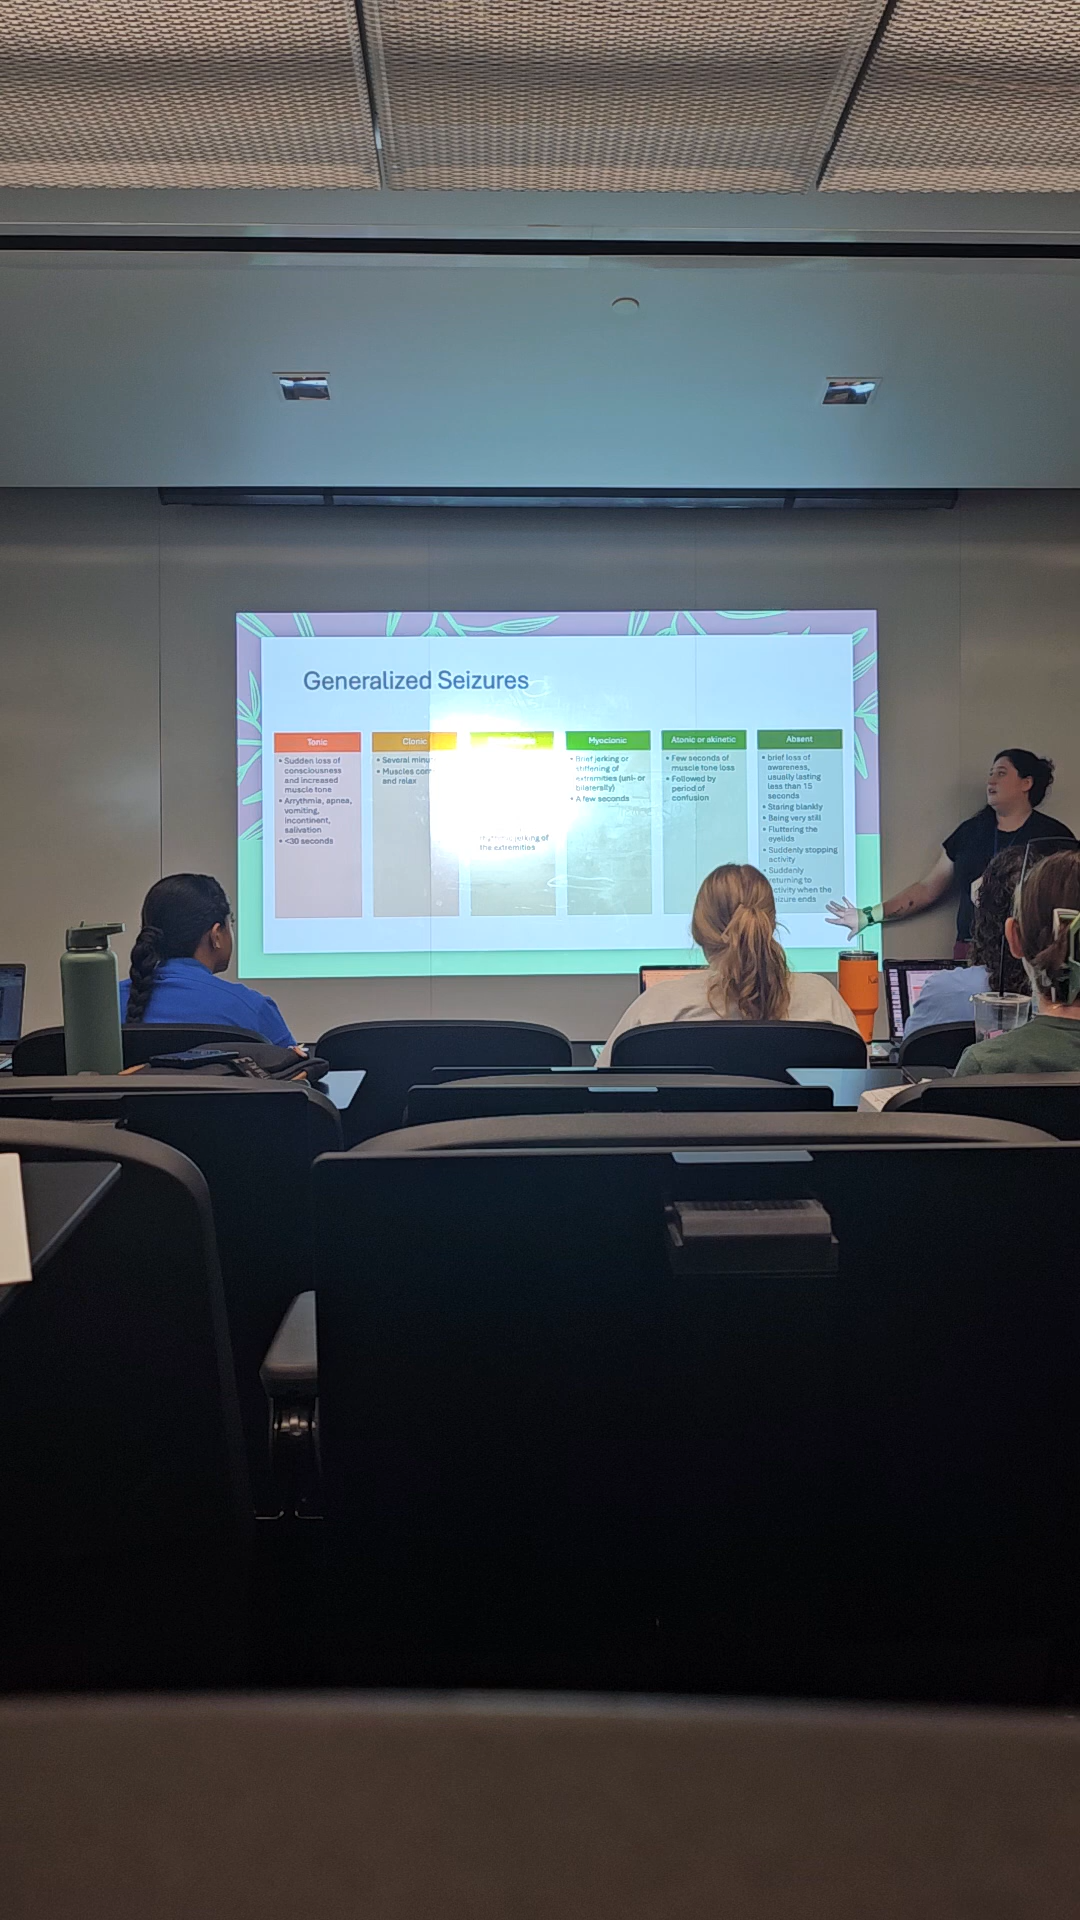 Generalized Seizures
Tonic
• Sudden loss of
consciousness
and increased
muscle tone
• Arrythmia, apnea,
vomiting,
incontinent,
salivation
• <30 seconds
Clonic
• Several minu
• Muscles con
and relax
rhythmic jerking of
the extremities
Myoclonic
• Brief jerking or
stiffening of
extremities (uni- or
bilaterally)
• A few seconds
Atonic or akinetic
• Few seconds of
muscle tone loss
• Followed by
period of
confusion
Absent
• brief loss of
awareness,
usually lasting
less than 15
seconds
• Staring blankly
• Being very still
• Fluttering the
eyelids
• Suddenly stopping
activity
• Suddenly
returning to
activity when the
seizure ends